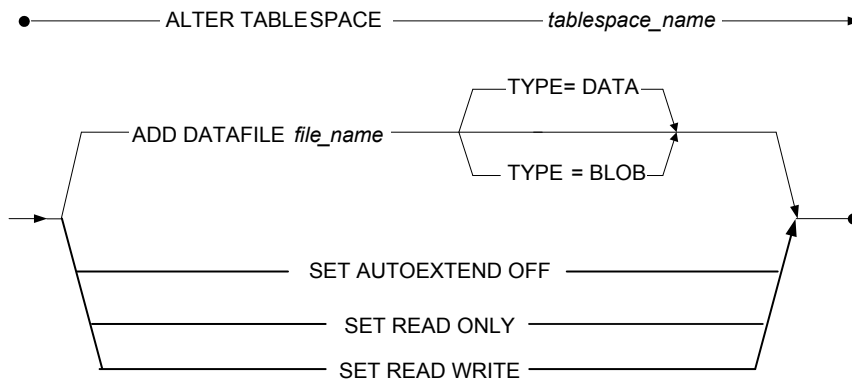 ALTER TABLESPACE tablespace_name
TYPE= DATA
ADD DATAFILE file_name
TYPE = BLOB
SET AUTOEXTEND OFF
SET READ ONLY
SET READ WRITE